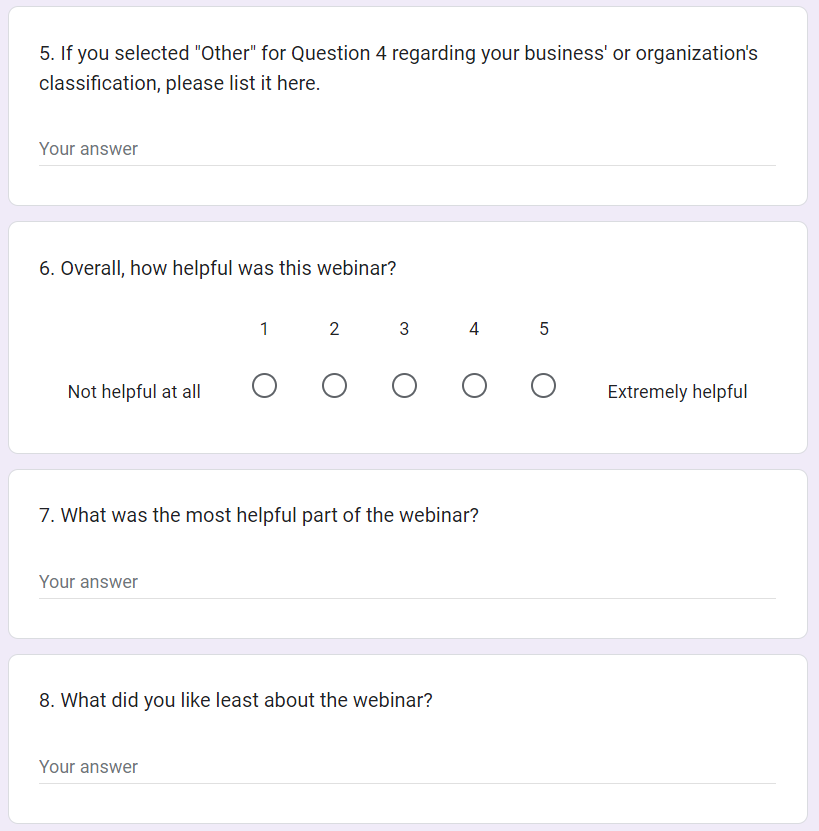 5. If you selected "Other" for Question 4 regarding your business' or organization's
classification, please list it here.
Your answer
6. Overall, how helpful was this webinar?
1 2 3 4 5
Not helpful at all Extremely helpful
7. What was the most helpful part of the webinar?
Your answer
8. What did you like least about the webinar?
Your answer